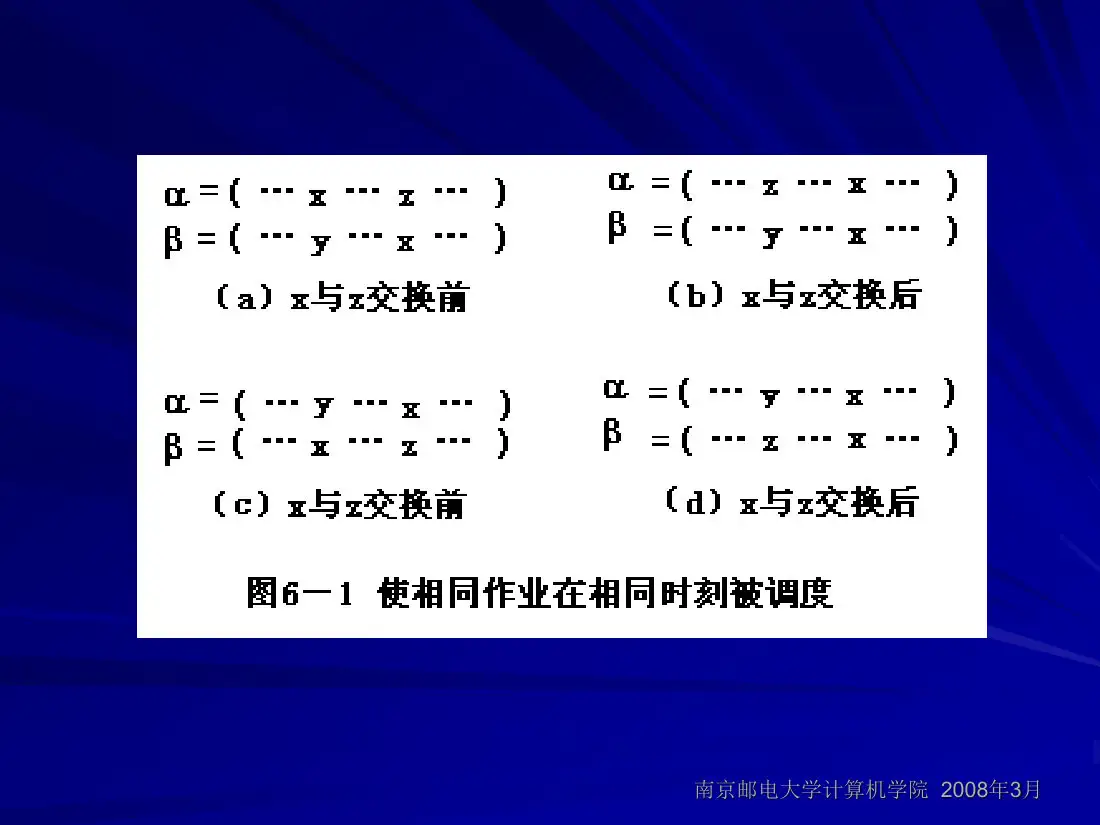 α = ( … x … z … )
β = ( … y … x … )
（a）x与z交换前
α = ( … z … x … )
β = ( … y … x … )
（b）x与z交换后
α = ( … y … x … )
β = ( … x … z … )
（c）x与z交换前
α = ( … y … x … )
β = ( … z … x … )
（d）x与z交换后
图6－1 使相同作业在相同时刻被调度
南京邮电大学计算机学院 2008年3月